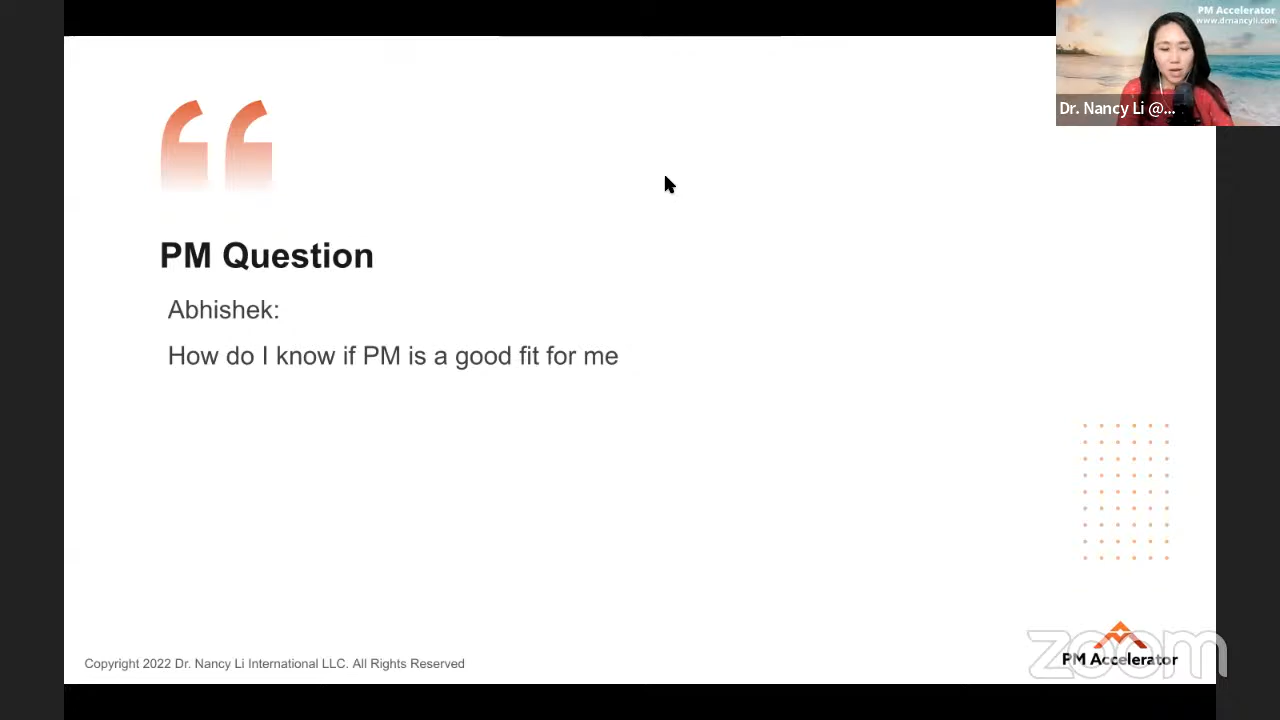 PM Accelerator
www.drnancyli.com
Dr. Nancy Li @...
PM Question
Abhishek:
How do I know if PM is a good fit for me
Copyright 2022 Dr. Nancy Li International LLC. All Rights Reserved
zoom
PM Accelerator